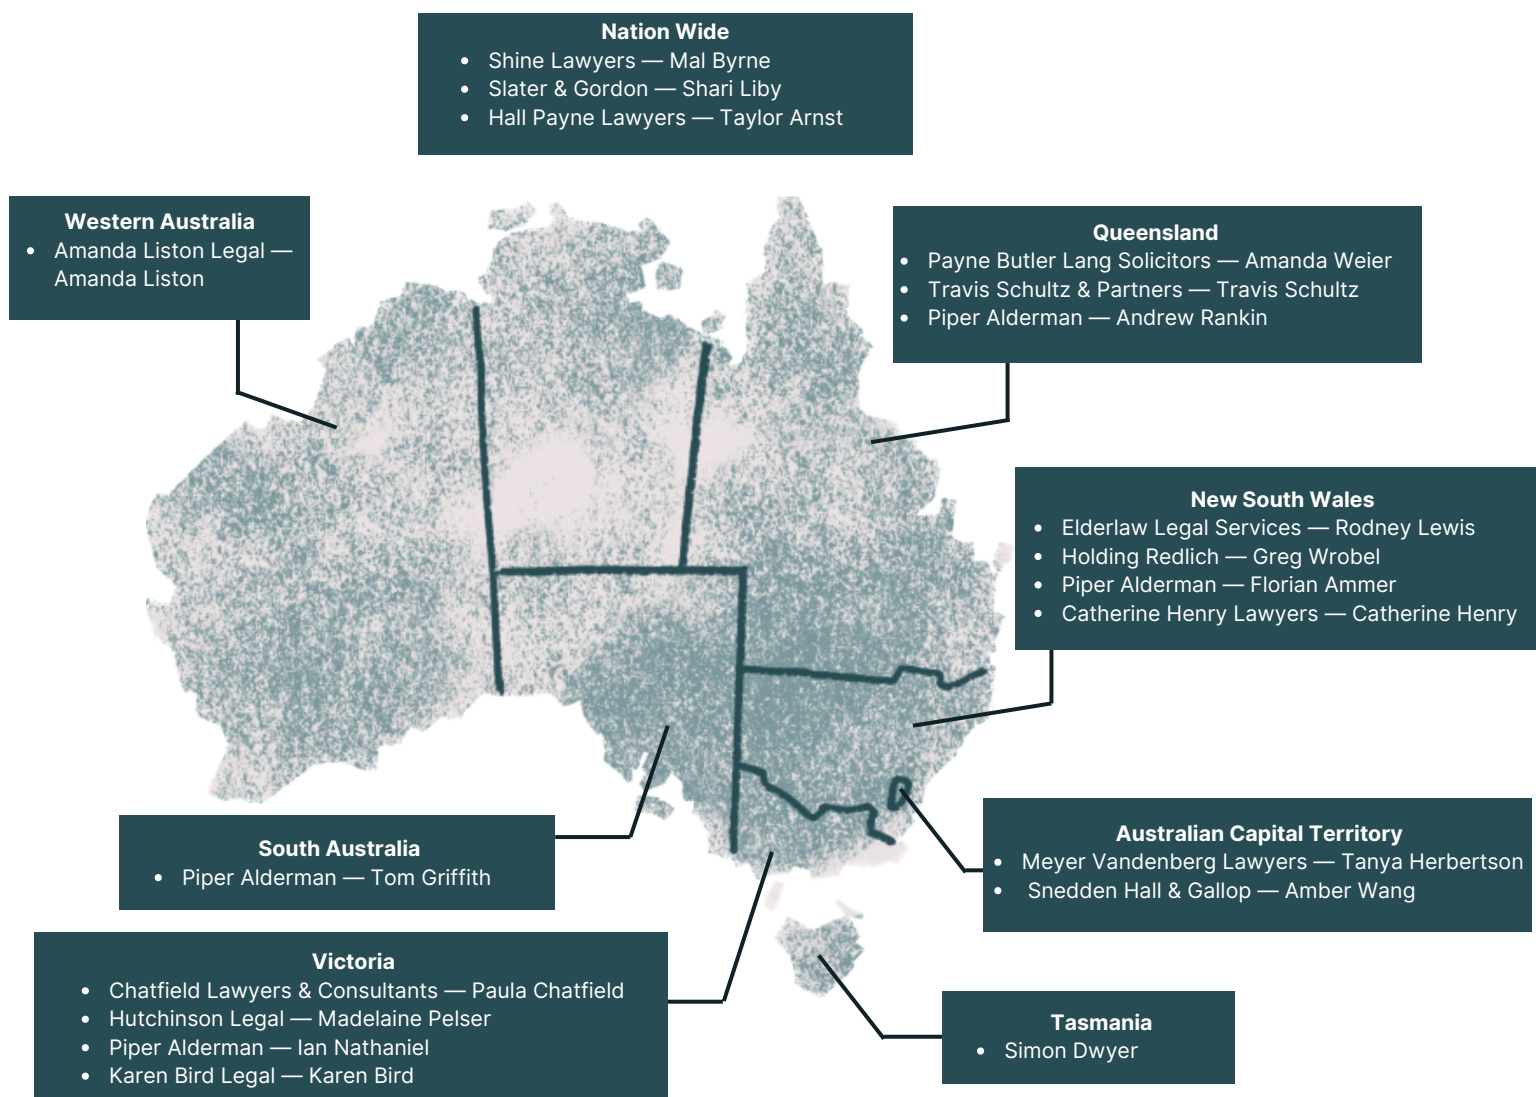 Nation Wide
• Shine Lawyers — Mal Byrne
• Slater & Gordon — Shari Liby
• Hall Payne Lawyers — Taylor Arnst
Western Australia
• Amanda Liston Legal —
Amanda Liston
Queensland
• Payne Butler Lang Solicitors — Amanda Weier
• Travis Schultz & Partners — Travis Schultz
• Piper Alderman — Andrew Rankin
New South Wales
• Elderlaw Legal Services — Rodney Lewis
• Holding Redlich — Greg Wrobel
• Piper Alderman — Florian Ammer
• Catherine Henry Lawyers — Catherine Henry
South Australia
• Piper Alderman — Tom Griffith
Australian Capital Territory
• Meyer Vandenberg Lawyers — Tanya Herbertson
• Snedden Hall & Gallop — Amber Wang
Victoria
• Chatfield Lawyers & Consultants — Paula Chatfield
• Hutchinson Legal — Madelaine Pelser
• Piper Alderman — Ian Nathaniel
• Karen Bird Legal — Karen Bird
Tasmania
• Simon Dwyer